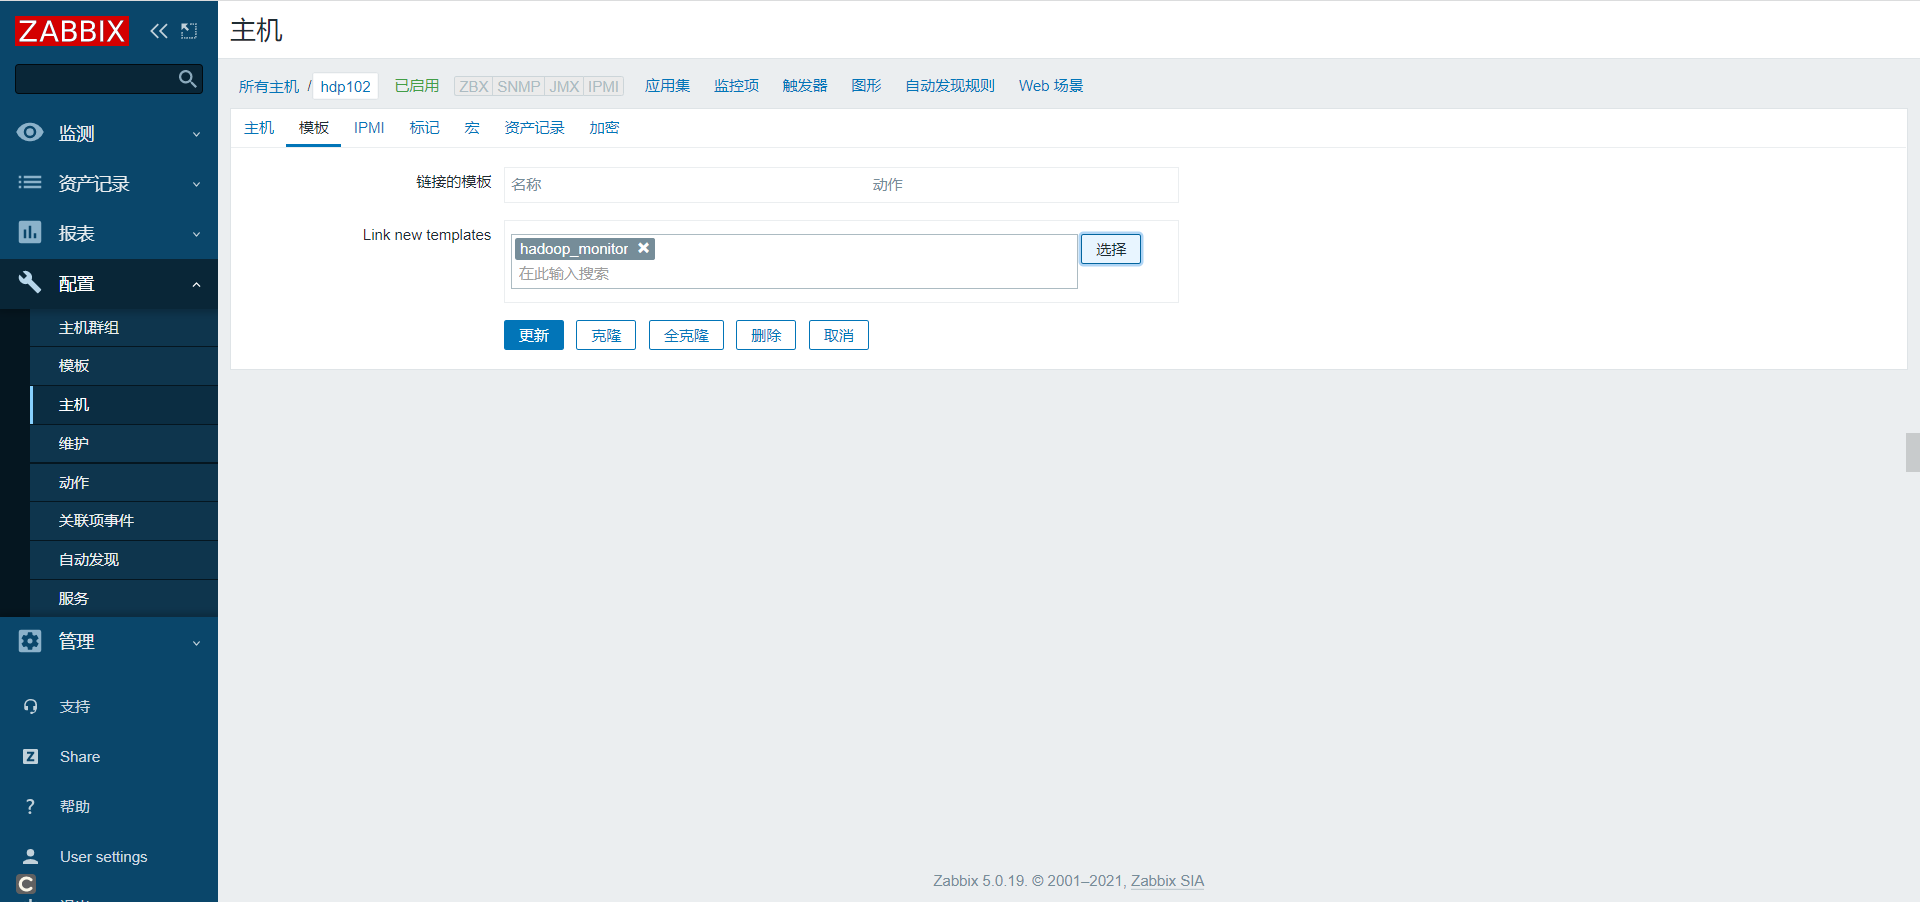 ZABBIX
主机
所有主机 / hdp102 已启用 ZBX SNMP JMX IPMI 应用集 监控项 触发器 图形 自动发现规则 Web 场景
主机 模板 IPMI 标记 宏 资产记录 加密
链接的模板 名称 动作
Link new templates hadoop_monitor 选择
在此输入搜索
更新 克隆 全克隆 删除 取消
监测
资产记录
报表
配置
主机群组
模板
主机
维护
动作
关联项事件
自动发现
服务
管理
支持
Z Share
? 帮助
User settings
C
Zabbix 5.0.19. © 2001–2021, Zabbix SIA